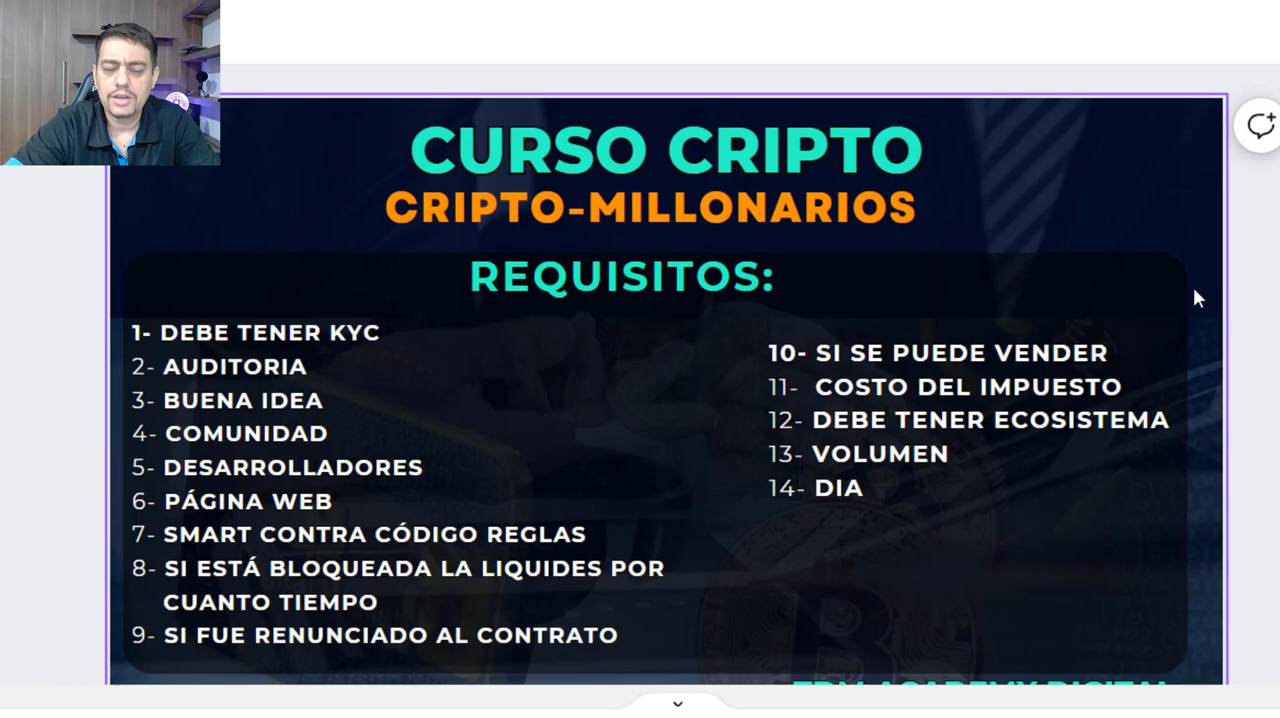 CURSO CRIPTO
CRIPTO-MILLONARIOS
REQUISITOS:
1- DEBE TENER KYC
2- AUDITORIA
3- BUENA IDEA
4- COMUNIDAD
5- DESARROLLADORES
6- PÁGINA WEB
7- SMART CONTRA CÓDIGO REGLAS
8- SI ESTÁ BLOQUEADA LA LIQUIDES POR
CUANTO TIEMPO
9- SI FUE RENUNCIADO AL CONTRATO
10- SI SE PUEDE VENDER
11- COSTO DEL IMPUESTO
12- DEBE TENER ECOSISTEMA
13- VOLUMEN
14- DIA
ACADEMY DIGITAL